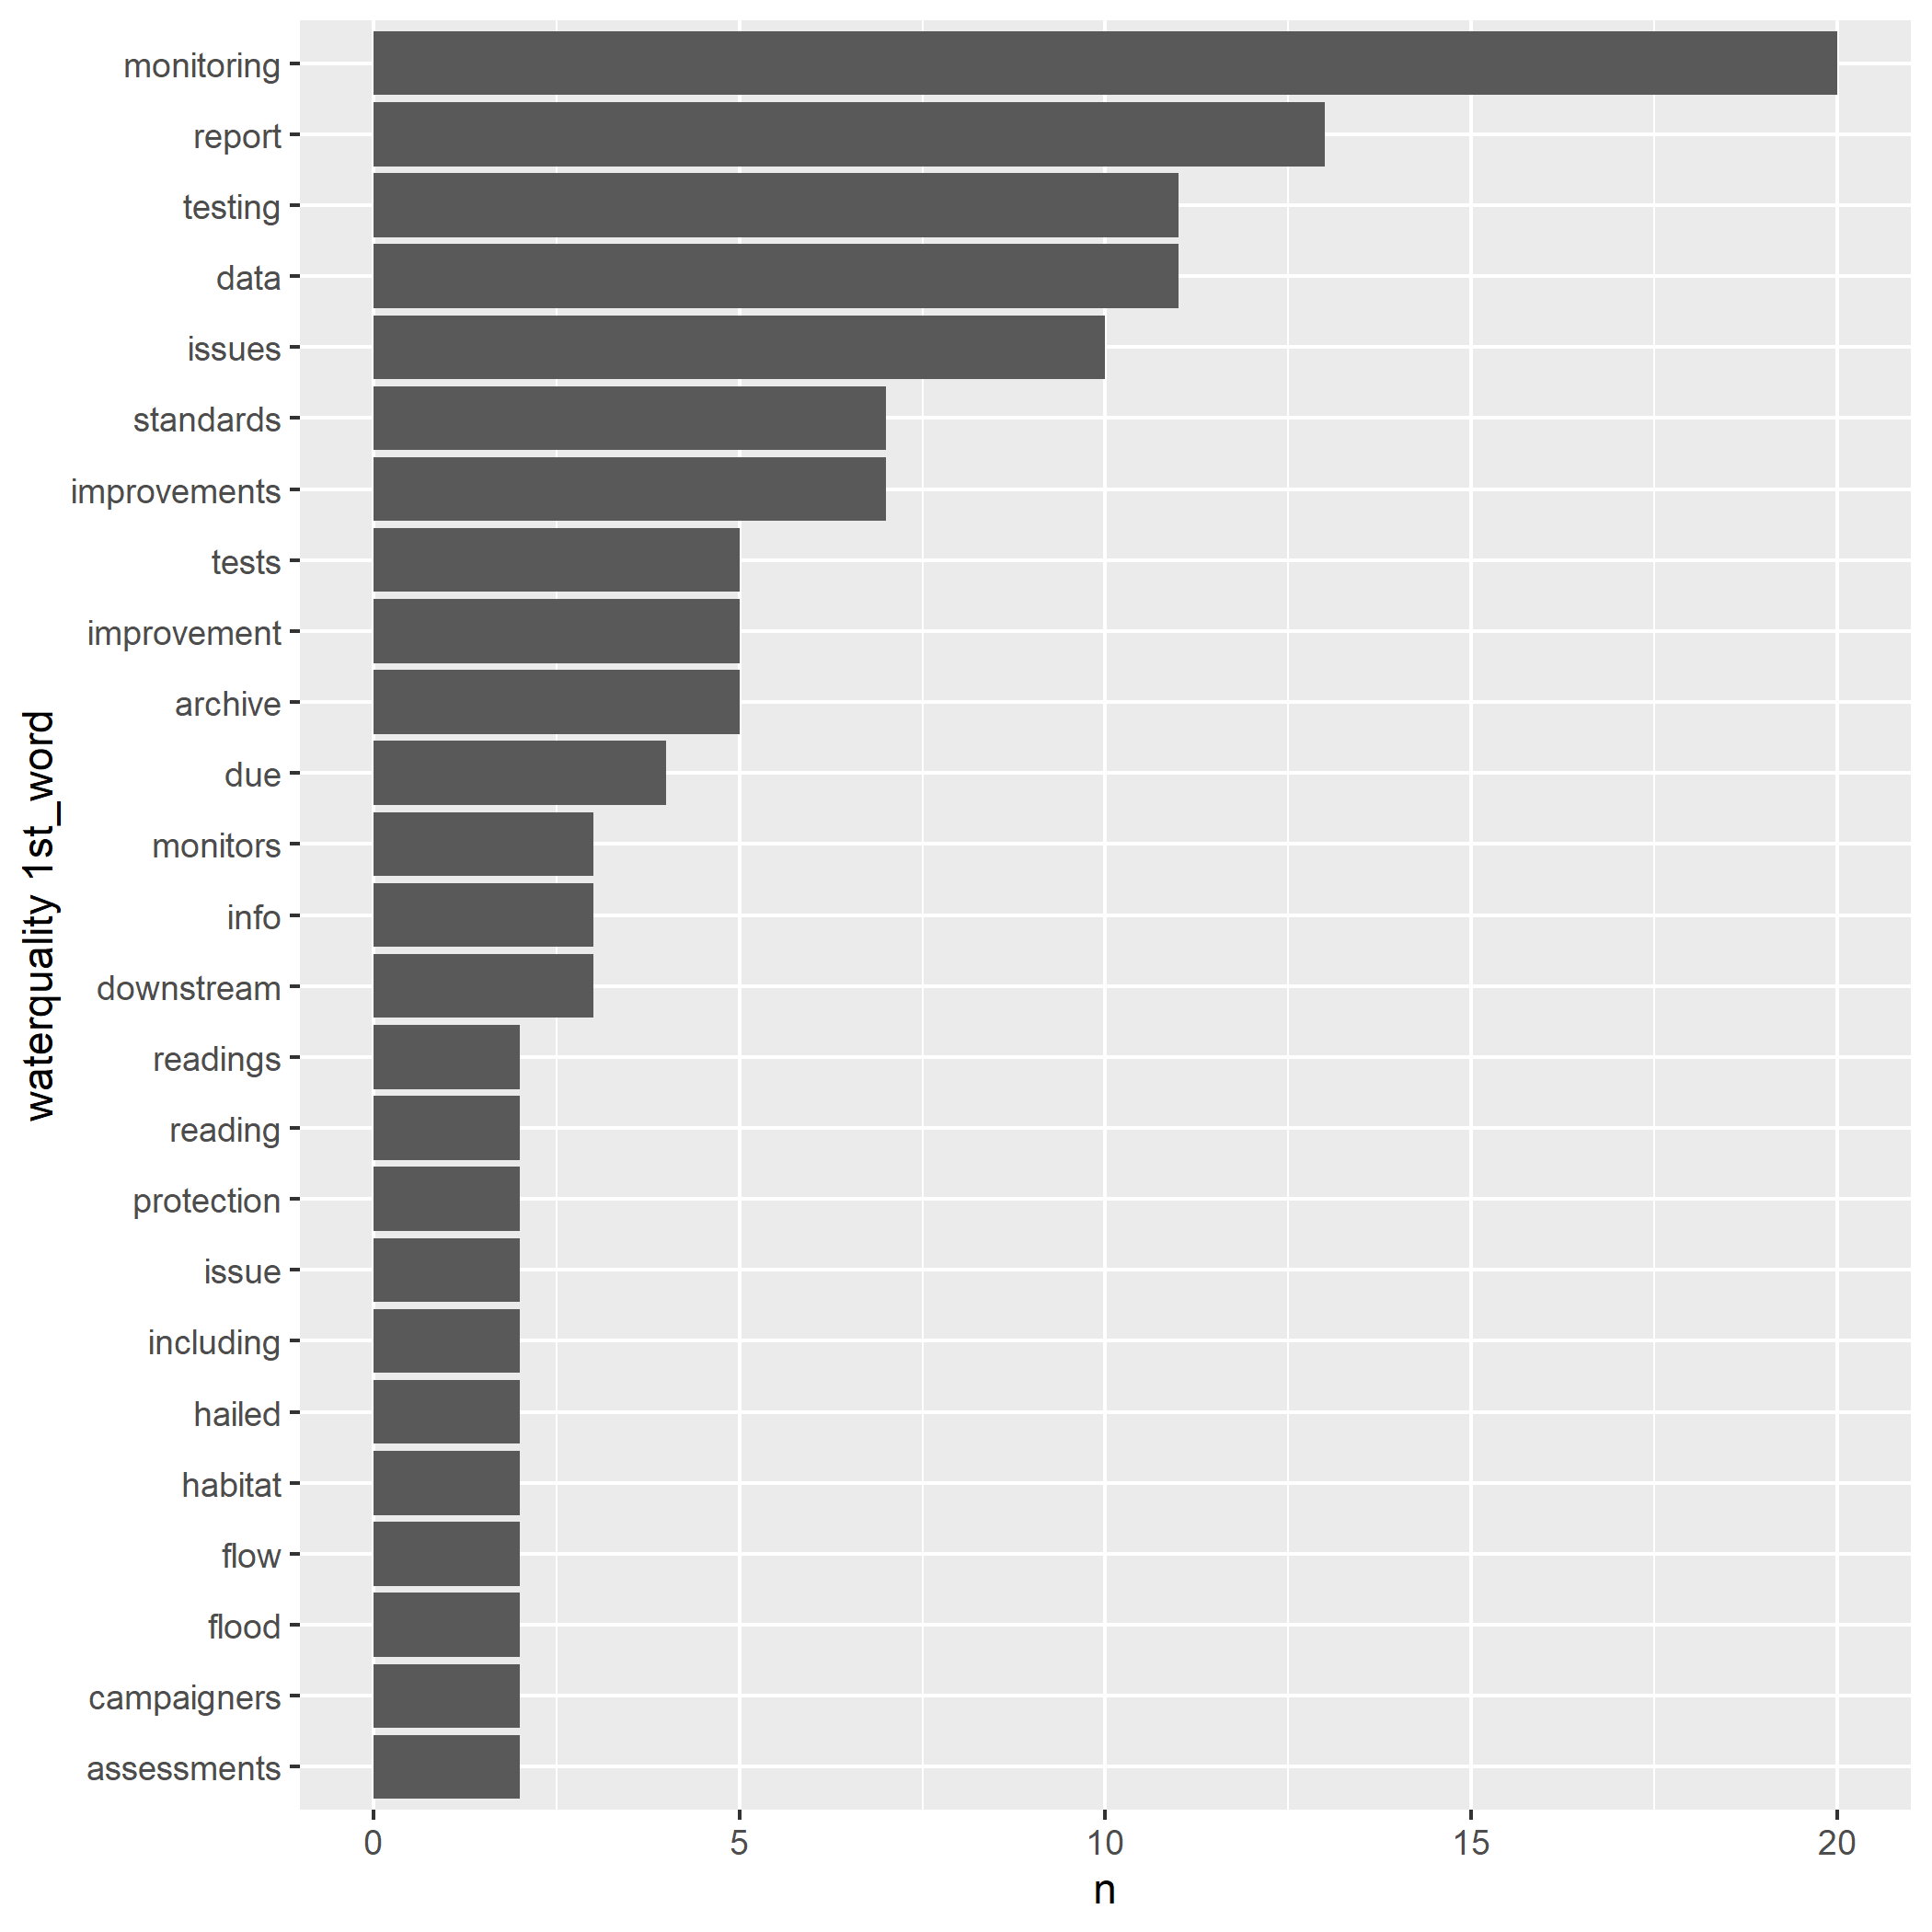 monitoring
report
testing
data
issues
standards
improvements
tests
improvement
archive
due
monitors
info
downstream
readings
reading
protection
issue
including
hailed
habitat
flow
flood
campaigners
assessments
waterquality 1st_word
0 5 10 15 20
n